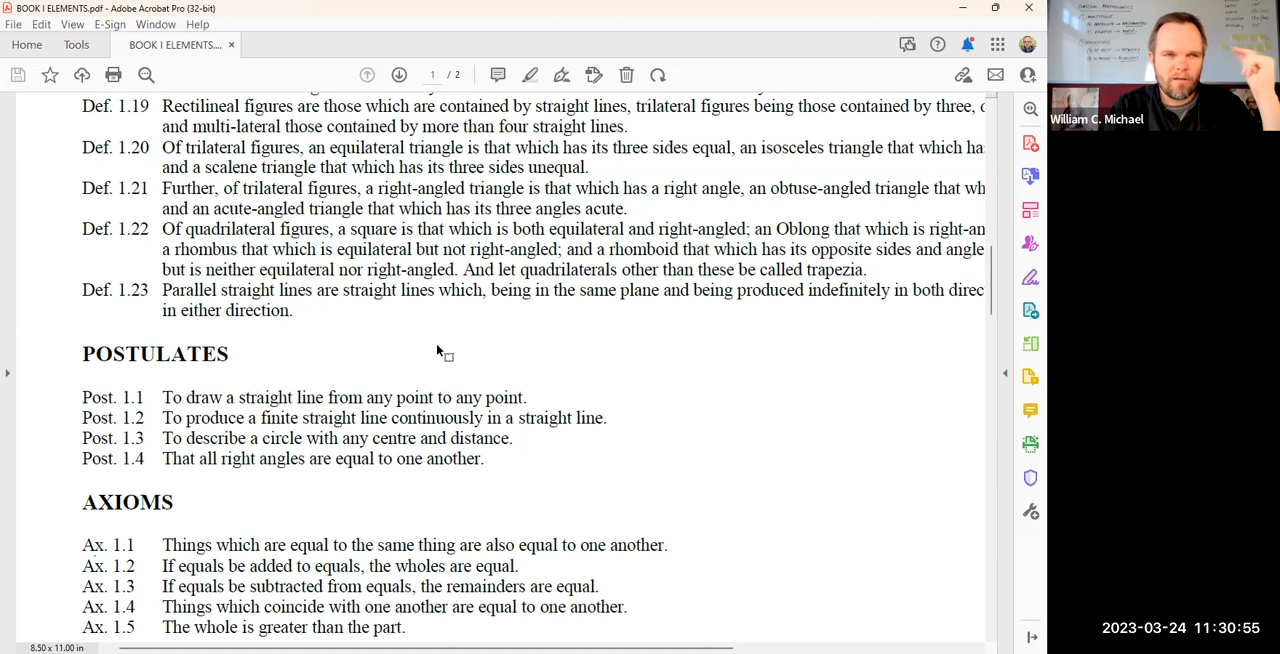 BOOK I ELEMENTS.pdf - Adobe Acrobat Pro (32-bit)
File Edit View E-Sign Window Help
Home Tools BOOK I ELEMENTS.... ×
1 / 2
Def. 1.19 Rectilineal figures are those which are contained by straight lines, trilateral figures being those contained by three,
and multi-lateral those contained by more than four straight lines.
Def. 1.20 Of trilateral figures, an equilateral triangle is that which has its three sides equal, an isosceles triangle that which ha
and a scalene triangle that which has its three sides unequal.
Def. 1.21 Further, of trilateral figures, a right-angled triangle is that which has a right angle, an obtuse-angled triangle that wh
and an acute-angled triangle that which has its three angles acute.
Def. 1.22 Of quadrilateral figures, a square is that which is both equilateral and right-angled; an Oblong that which is right-an
a rhombus that which is equilateral but not right-angled; and a rhomboid that which has its opposite sides and angle
but is neither equilateral nor right-angled. And let quadrilaterals other than these be called trapezia.
Def. 1.23 Parallel straight lines are straight lines which, being in the same plane and being produced indefinitely in both direc
in either direction.
POSTULATES
Post. 1.1 To draw a straight line from any point to any point.
Post. 1.2 To produce a finite straight line continuously in a straight line.
Post. 1.3 To describe a circle with any centre and distance.
Post. 1.4 That all right angles are equal to one another.
AXIOMS
Ax. 1.1 Things which are equal to the same thing are also equal to one another.
Ax. 1.2 If equals be added to equals, the wholes are equal.
Ax. 1.3 If equals be subtracted from equals, the remainders are equal.
Ax. 1.4 Things which coincide with one another are equal to one another.
Ax. 1.5 The whole is greater than the part.
8.50 x 11.00 in
William C. Michael
2023-03-24 11:30:55